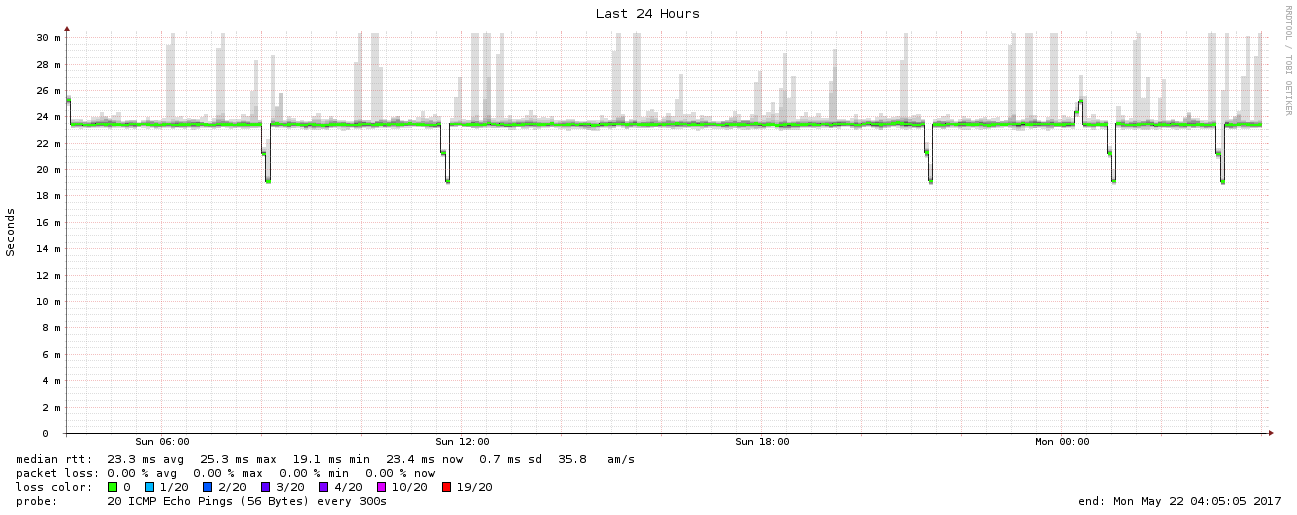 Last 24 Hours
RRDTOOL / TOBI OETIKER
Seconds
30 m
28 m
26 m
24 m
22 m
20 m
18 m
16 m
14 m
12 m
10 m
8 m
6 m
4 m
2 m
0
Sun 06:00 Sun 12:00 Sun 18:00 Mon 00:00
median rtt: 23.3 ms avg 25.3 ms max 19.1 ms min 23.4 ms now 0.7 ms sd 35.8 am/s
packet loss: 0.00 % avg 0.00 % max 0.00 % min 0.00 % now
loss color: 0 1/20 2/20 3/20 4/20 10/20 19/20
probe: 20 ICMP Echo Pings (56 Bytes) every 300s end: Mon May 22 04:05:05 2017